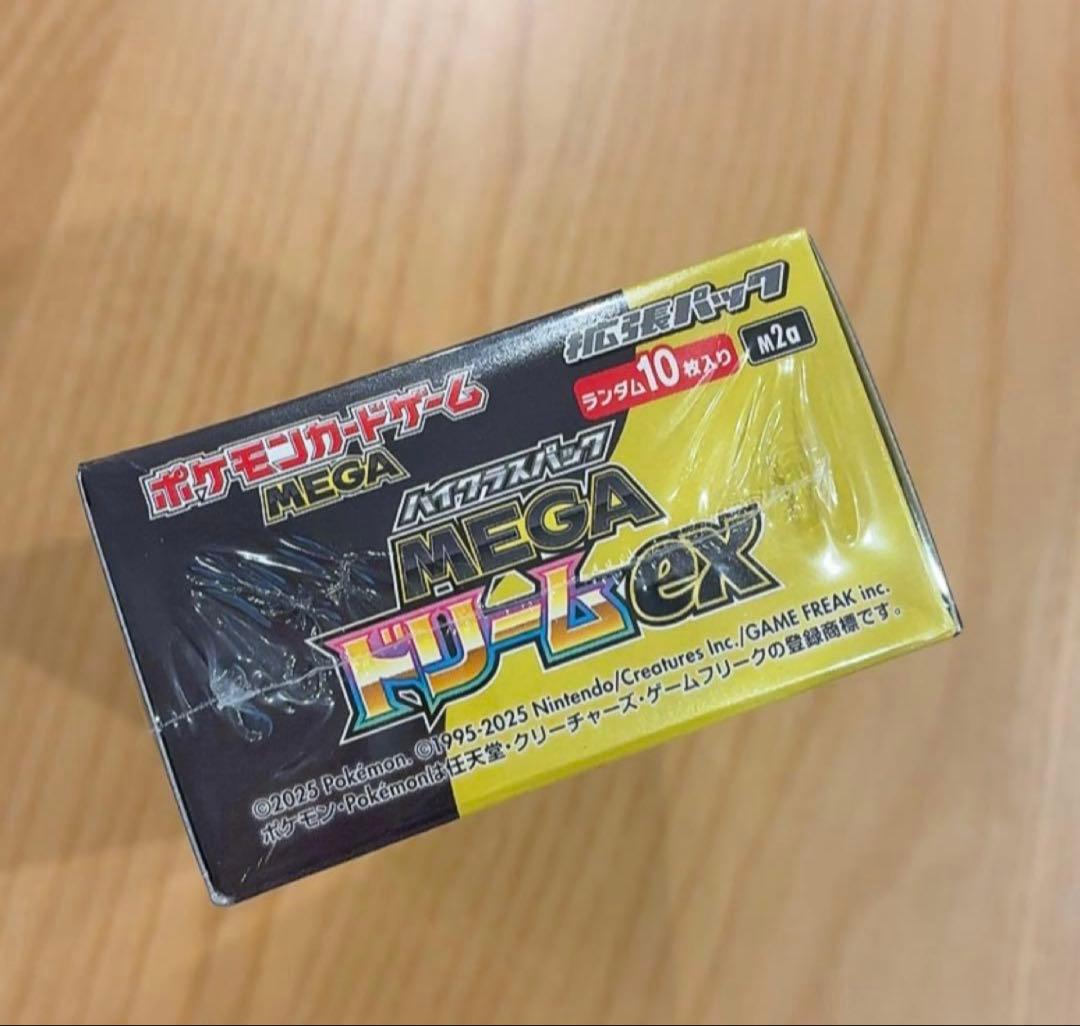 拡張パック
ランダム10枚入り M2a
ポケモンカードゲーム
MEGA
ハイクラスパック
MEGA
ドリームex
©2025 Pokémon. ©1995-2025 Nintendo/Creatures Inc./GAME FREAK inc.
ポケモン・Pokémonは任天堂・クリーチャーズ・ゲームフリークの登録商標です。